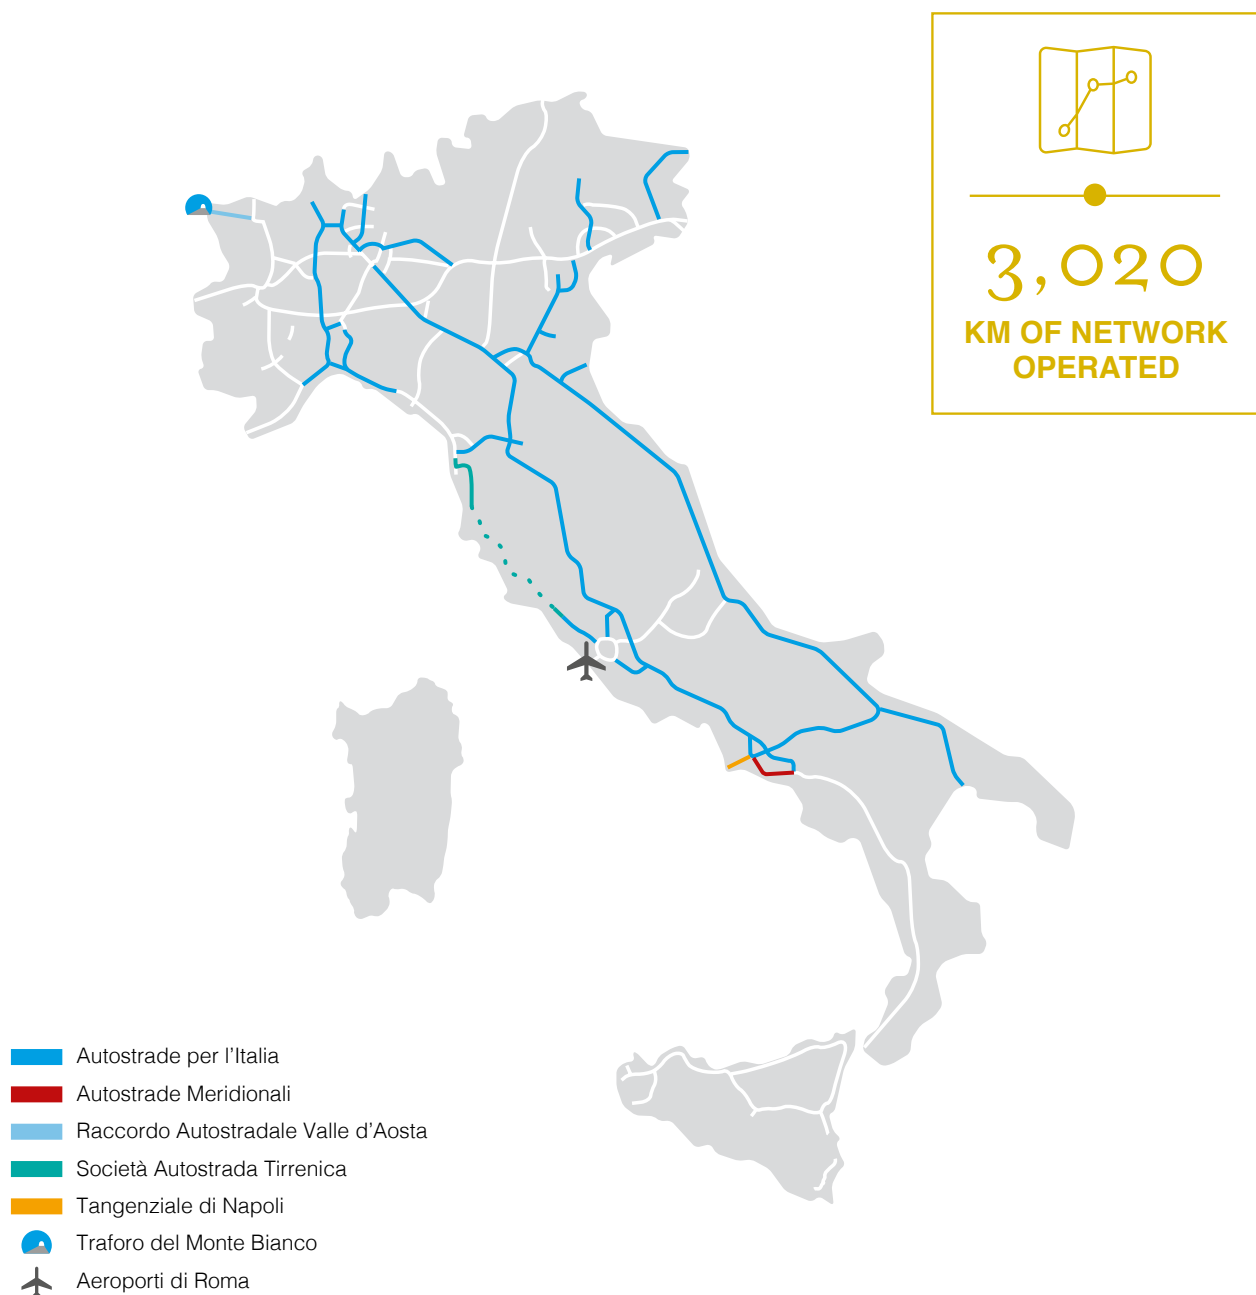 3,020
KM OF NETWORK
OPERATED
Autostrade per l'Italia
Autostrade Meridionali
Raccordo Autostradale Valle d'Aosta
Società Autostrada Tirrenica
Tangenziale di Napoli
Traforo del Monte Bianco
Aeroporti di Roma